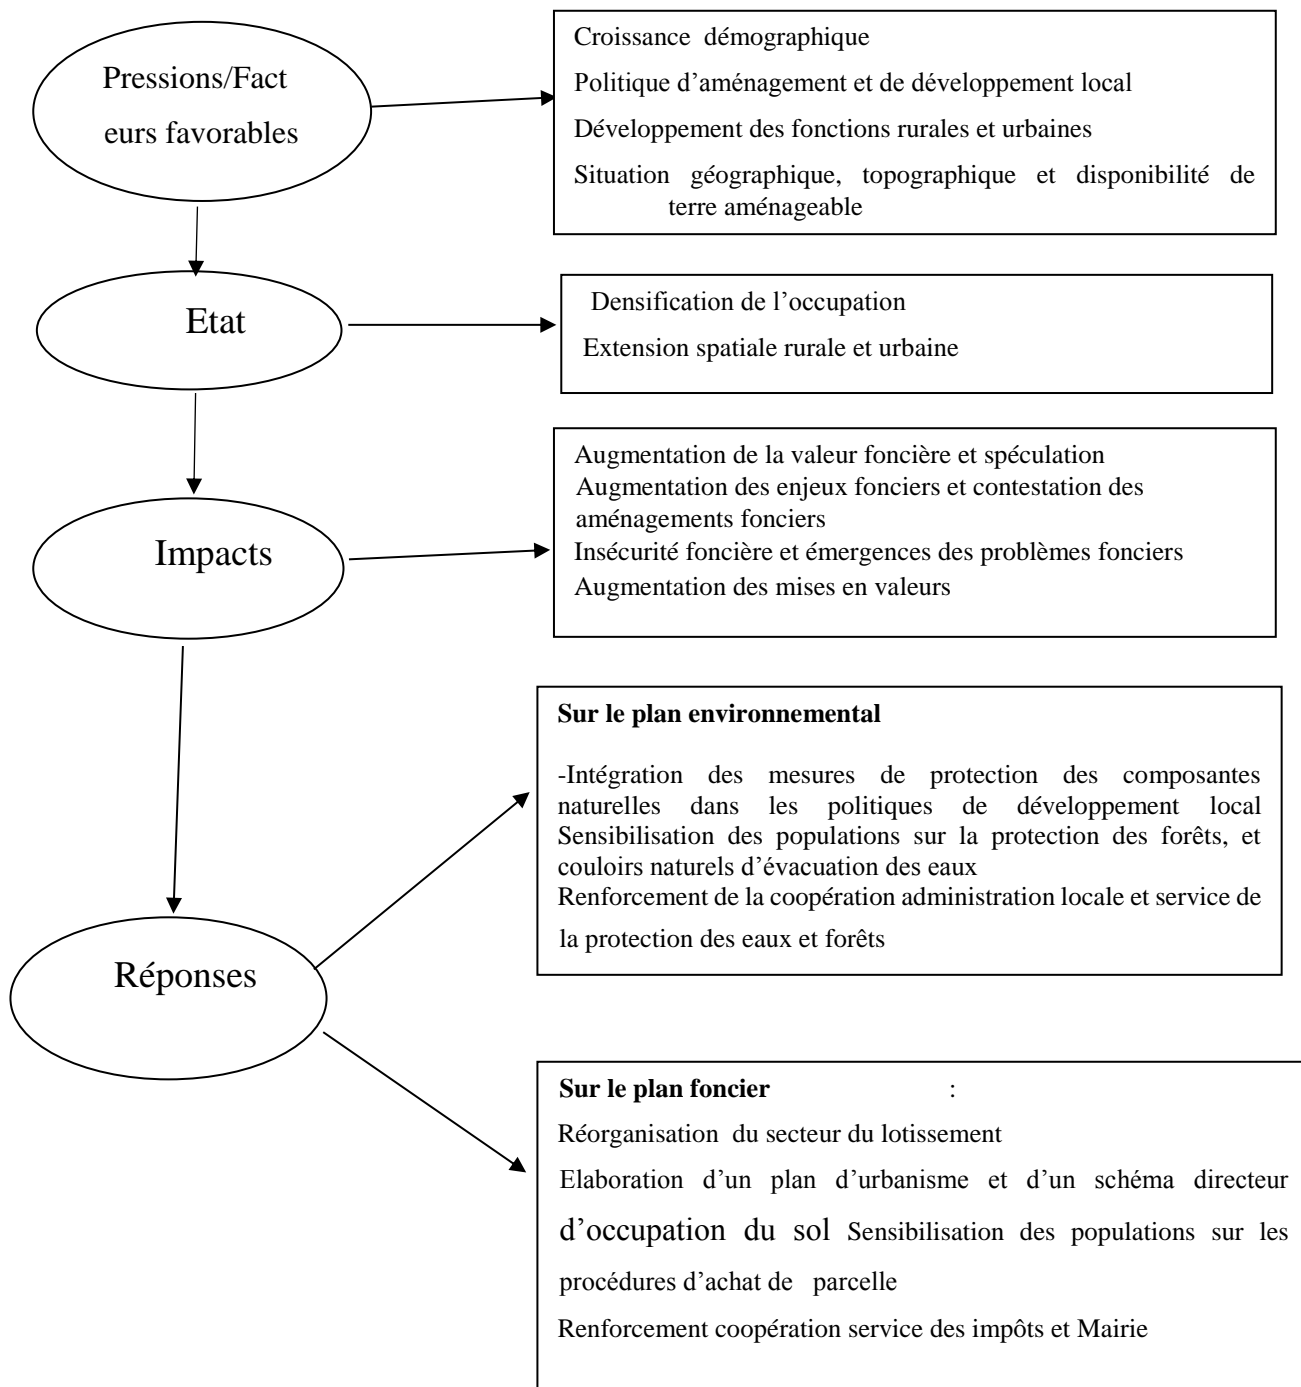 Pressions/Fact
eurs favorables
Croissance démographique
Politique d’aménagement et de développement local
Développement des fonctions rurales et urbaines
Situation géographique, topographique et disponibilité de
terre aménageable
Etat
Densification de l’occupation
Extension spatiale rurale et urbaine
Impacts
Augmentation de la valeur foncière et spéculation
Augmentation des enjeux fonciers et contestation des
aménagements fonciers
Insécurité foncière et émergences des problèmes fonciers
Augmentation des mises en valeurs
Réponses
Sur le plan environnemental
-Intégration des mesures de protection des composantes
naturelles dans les politiques de développement local
Sensibilisation des populations sur la protection des forêts, et
couloirs naturels d’évacuation des eaux
Renforcement de la coopération administration locale et service de
la protection des eaux et forêts
Sur le plan foncier :
Réorganisation du secteur du lotissement
Elaboration d’un plan d’urbanisme et d’un schéma directeur
d’occupation du sol Sensibilisation des populations sur les
procédures d’achat de parcelle
Renforcement coopération service des impôts et Mairie